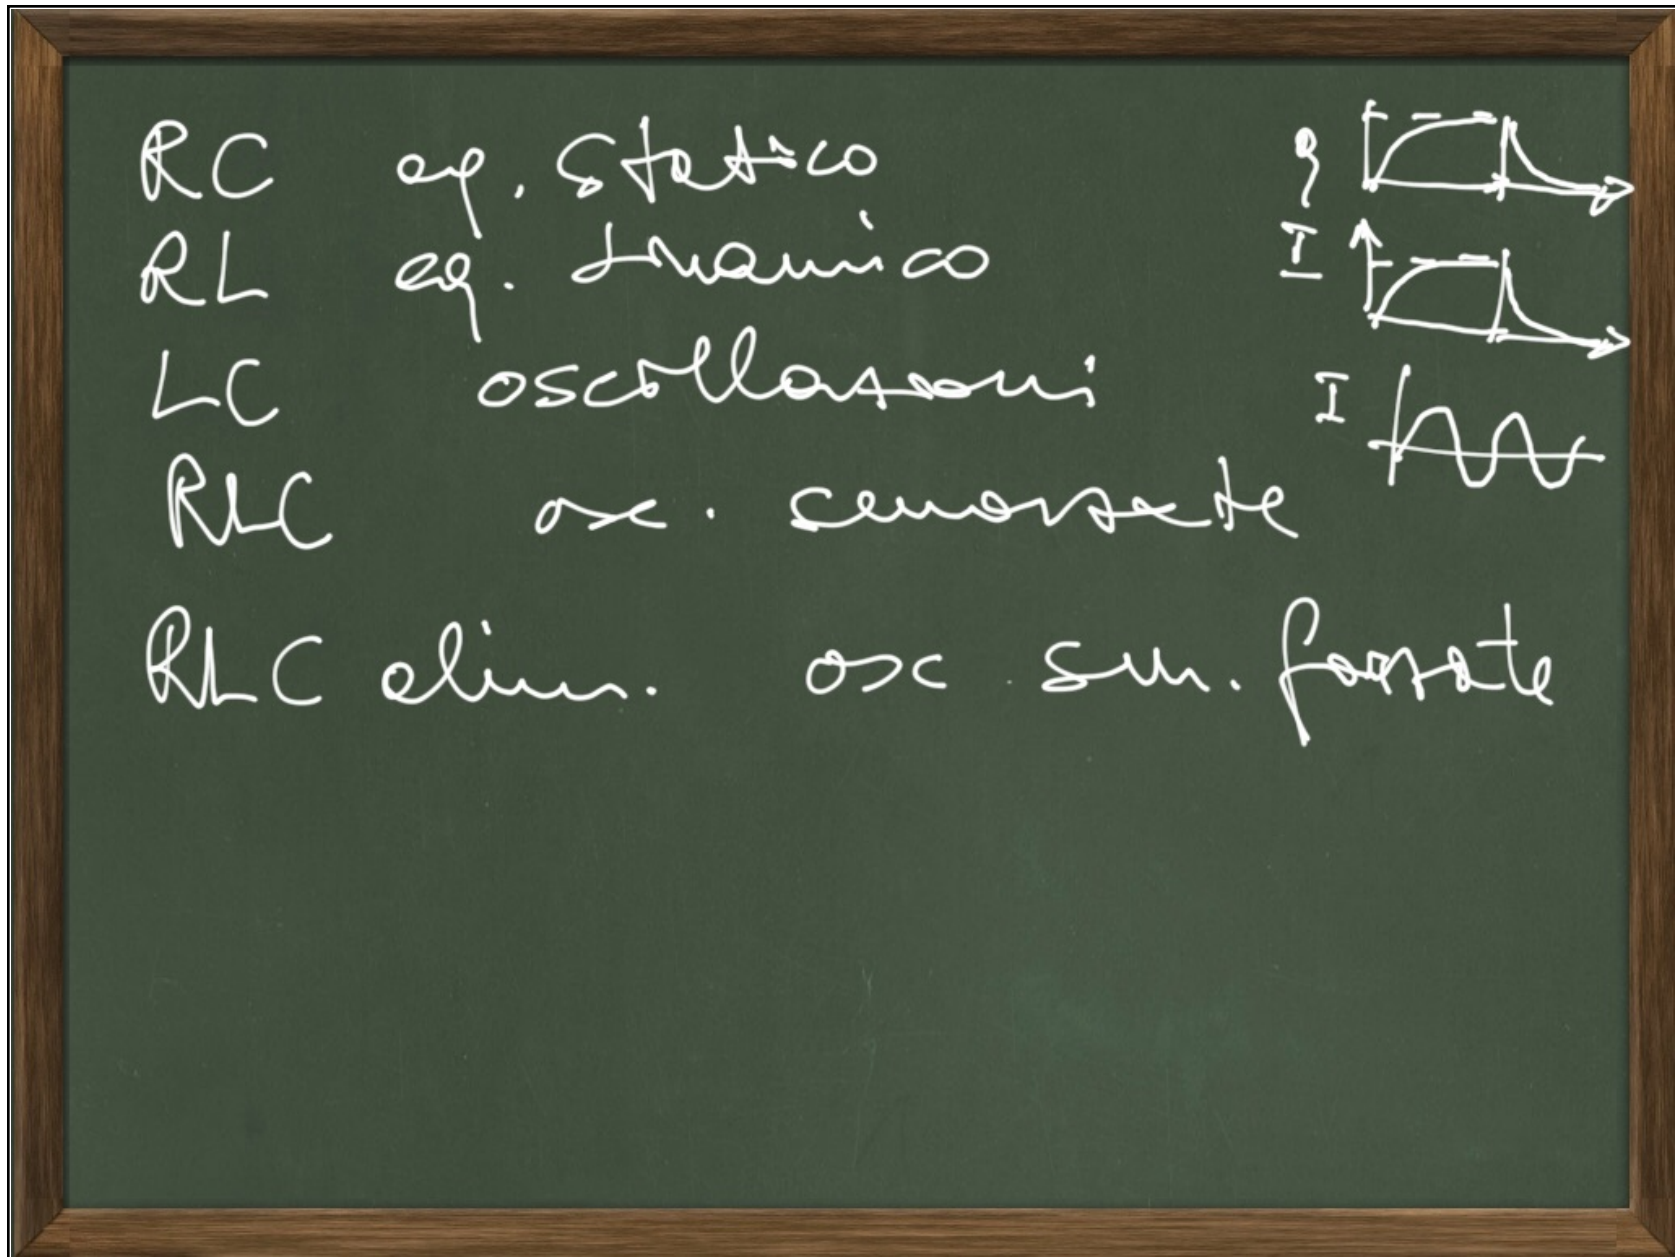 RC eq. statico q
RL eq. dinamico I
LC oscillazioni I
RLC osc. smorzate
RLC alim. osc. sm. forzate